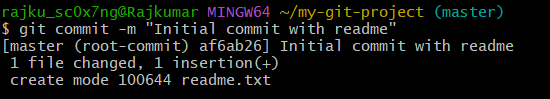 rajku_sc0x7ng@Rajkumar MINGW64 ~/my-git-project (master)
$ git commit -m "Initial commit with readme"
[master (root-commit) af6ab26] Initial commit with readme
 1 file changed, 1 insertion(+)
 create mode 100644 readme.txt